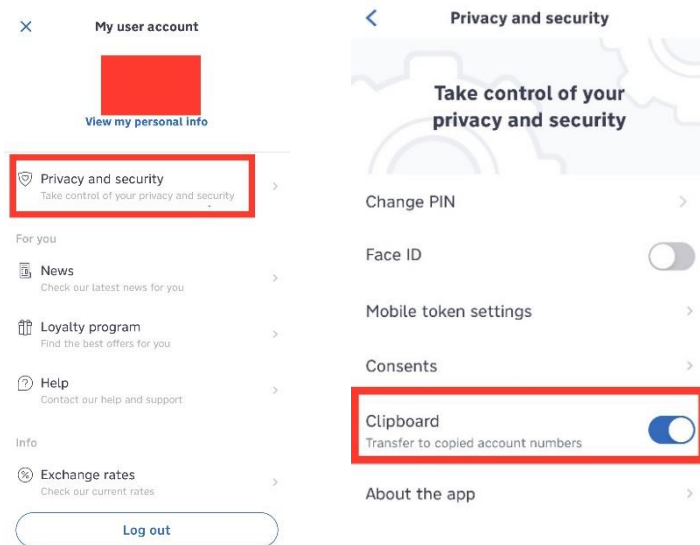 My user account
View my personal info
Privacy and security
Take control of your privacy and security
For you
News
Check our latest news for you
Loyalty program
Find the best offers for you
Help
Contact our help and support
Info
Exchange rates
Check our current rates
Log out
Privacy and security
Take control of your
privacy and security
Change PIN
Face ID
Mobile token settings
Consents
Clipboard
Transfer to copied account numbers
About the app